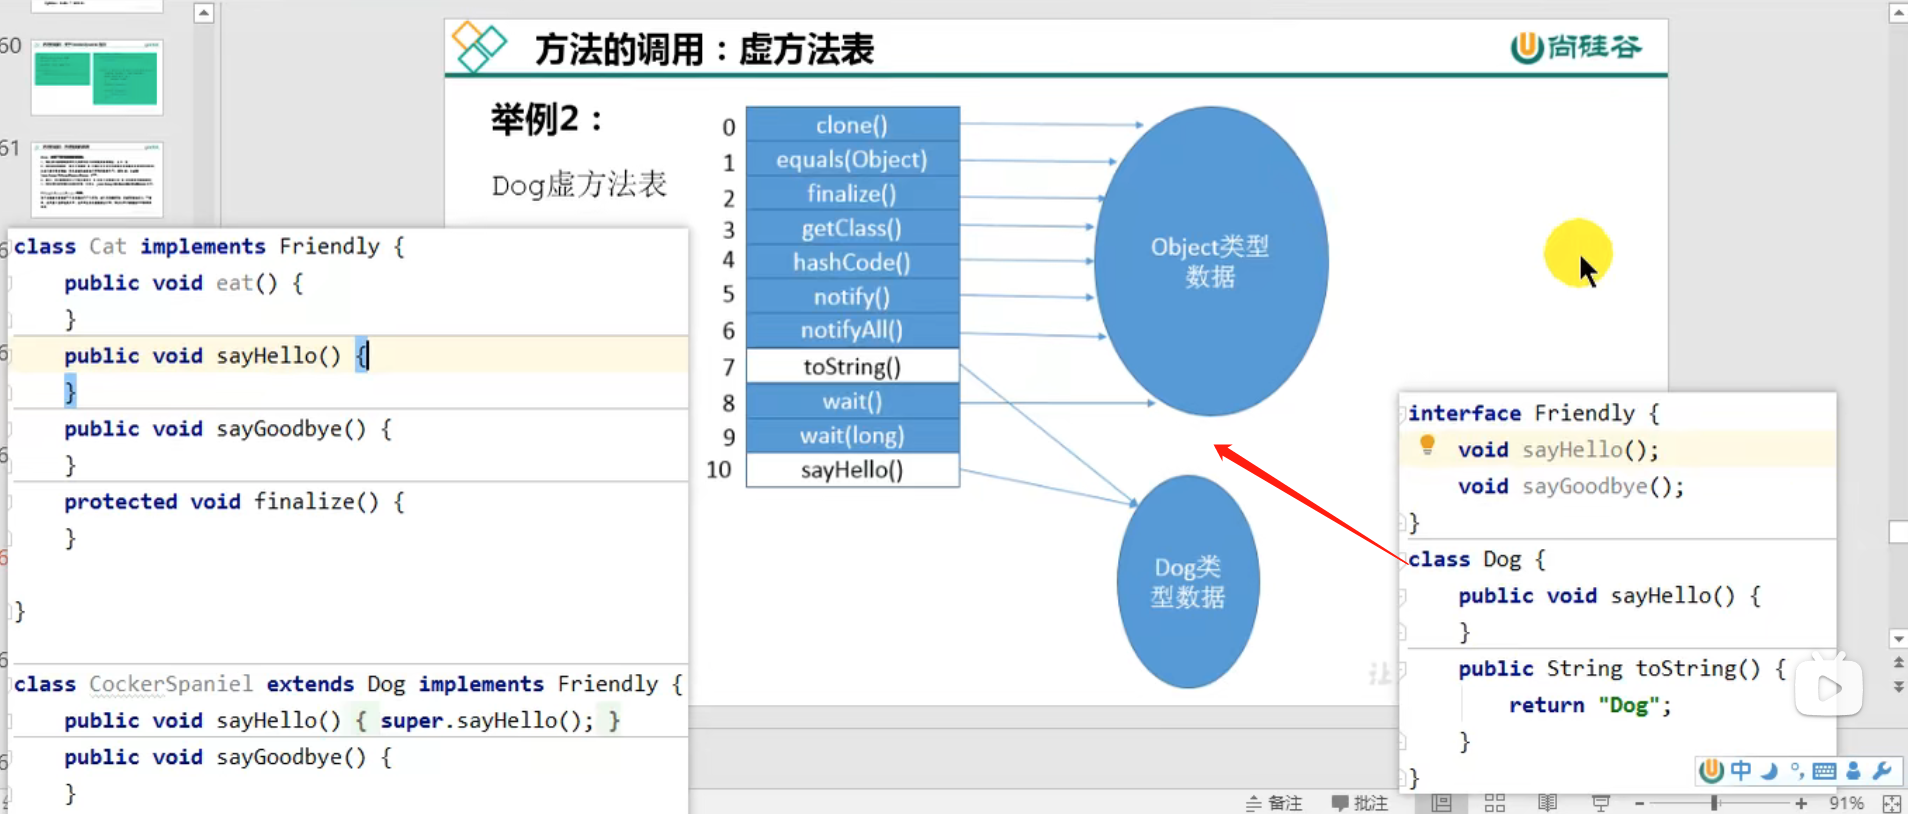 60
61
方法的调用：虚方法表
尚硅谷
举例2：
Dog虚方法表
0 clone()
1 equals(Object)
2 finalize()
3 getClass()
4 hashCode()
5 notify()
6 notifyAll()
7 toString()
8 wait()
9 wait(long)
10 sayHello()
Object类型
数据
Dog类
型数据
class Cat implements Friendly {
public void eat() {
}
public void sayHello() {
}
public void sayGoodbye() {
}
protected void finalize() {
}
}
class CockerSpaniel extends Dog implements Friendly {
public void sayHello() { super.sayHello(); }
public void sayGoodbye() {
}
interface Friendly {
void sayHello();
void sayGoodbye();
}
class Dog {
public void sayHello() {
}
public String toString() {
return "Dog";
}
}
让
中
备注
批注
91%